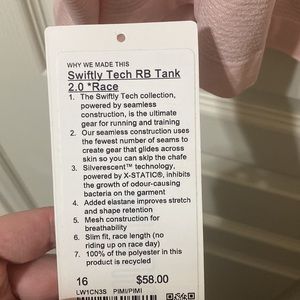 WHY WE MADE THIS
Swiftly Tech RB Tank
2.0 *Race
1. The Swiftly Tech collection,
powered by seamless
construction, is the ultimate
gear for running and training
2. Our seamless construction uses
the fewest number of seams to
create gear that glides across
skin so you can skip the chafe
3. Silverescent™ technology,
powered by X-STATIC®, inhibits
the growth of odour-causing
bacteria on the garment
4. Added elastane improves stretch
and shape retention
5. Mesh construction for
breathability
6. Slim fit, race length (no
riding up on race day)
7. 100% of the polyester in this
product is recycled
16 $58.00
LW1CN3S PIMI/PIMI